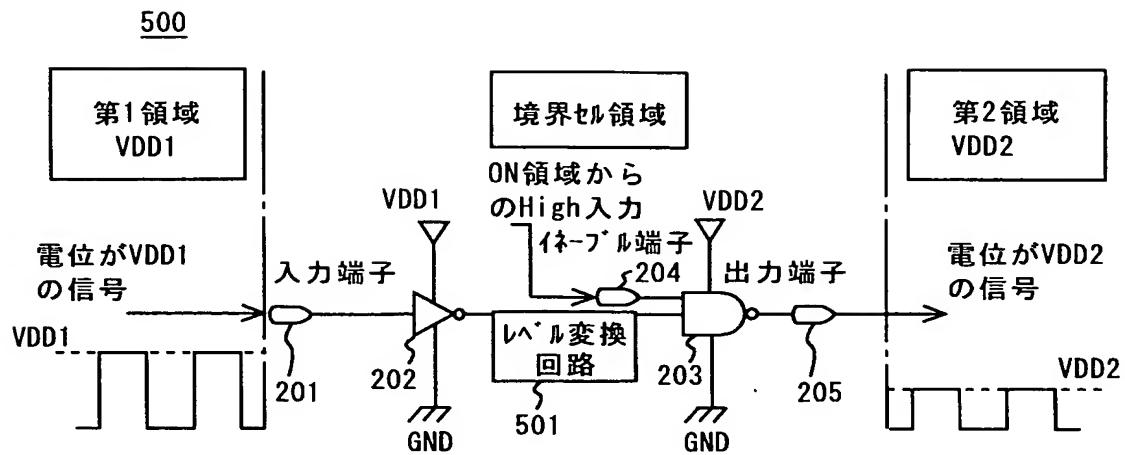 500
第1領域
VDD1
境界ｾﾙ領域
第2領域
VDD2
ON領域から
のHigh入力
VDD1
VDD2
ｲﾈｰﾌﾞﾙ端子
電位がVDD1
の信号
入力端子
204
出力端子
電位がVDD2
の信号
VDD1
201
202
ﾚﾍﾞﾙ変換
回路
203
205
VDD2
501
GND
GND